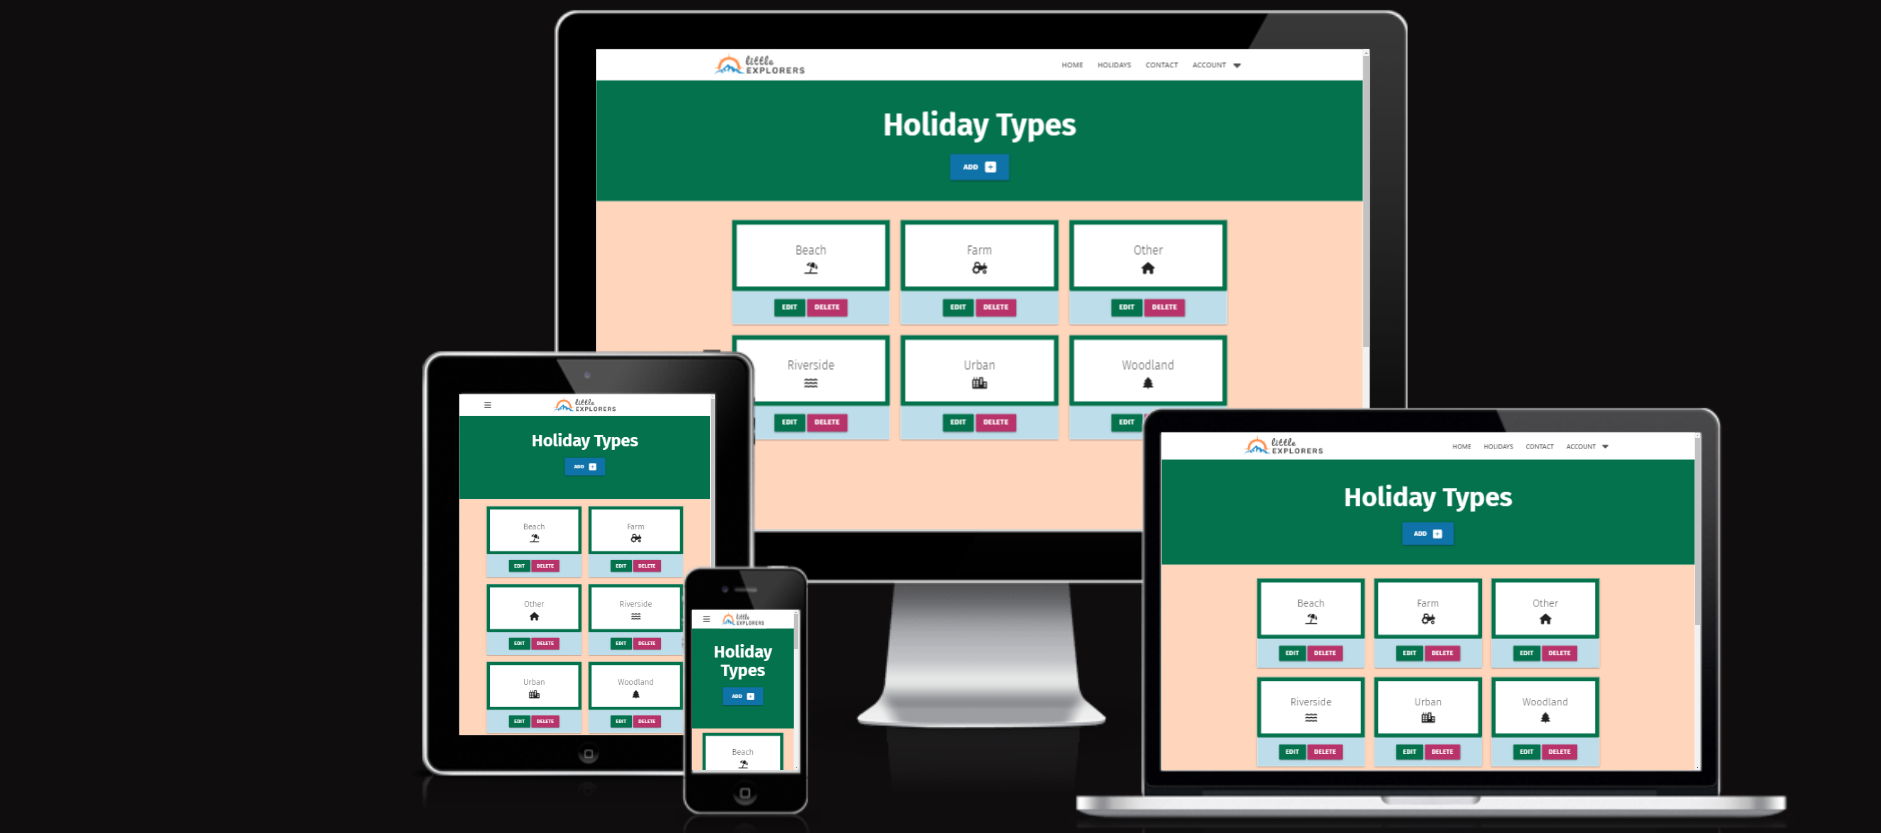 little
EXPLORERS
HOME HOLIDAYS CONTACT ACCOUNT
Holiday Types
ADD
Beach Farm Other
EDIT DELETE EDIT DELETE EDIT DELETE
Riverside Urban Woodland
EDIT DELETE EDIT DELETE EDIT
little
EXPLORERS
Holiday Types
ADD
Beach Farm
EDIT DELETE EDIT DELETE
Other Riverside
EDIT DELETE EDIT DELETE
Urban Woodland
EDIT DELETE EDIT DELETE
little
EXPLORERS
Holiday
Types
ADD
Beach
little
EXPLORERS
HOME HOLIDAYS CONTACT ACCOUNT
Holiday Types
ADD
Beach Farm Other
EDIT DELETE EDIT DELETE EDIT DELETE
Riverside Urban Woodland
EDIT DELETE EDIT DELETE EDIT DELETE